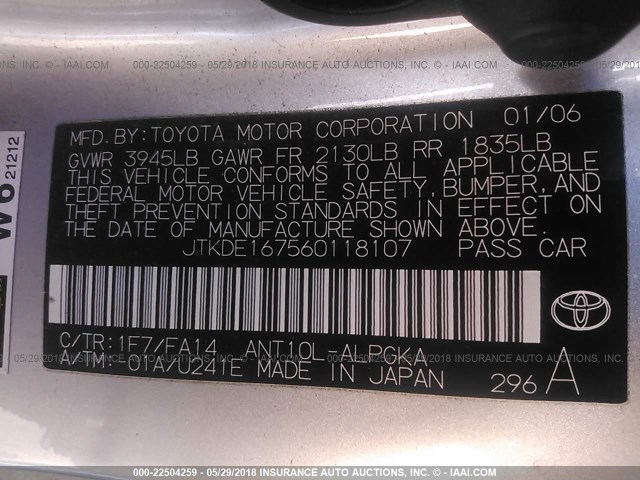 000-22504259 - 05/29/2018 INSURANCE AUTO AUCTIONS, INC. - IAAI.COM
MFD.BY:TOYOTA MOTOR CORPORATION 01/06
GVWR 3945LB GAWR FR 2130LB RR 1835LB
THIS VEHICLE CONFORMS TO ALL APPLICABLE
FEDERAL MOTOR VEHICLE SAFETY, BUMPER, AND
THEFT PREVENTION STANDARDS IN EFFECT ON
THE DATE OF MANUFACTURE SHOWN ABOVE.
JTKDE167560118107 PASS CAR
C/TR:1F7/FA14 ANT10L-ALPCKA
A/TM: 01A/U241E MADE IN JAPAN
296 A
W6 21212
000-22504259 - 05/29/2018 INSURANCE AUTO AUCTIONS, INC. - IAAI.COM